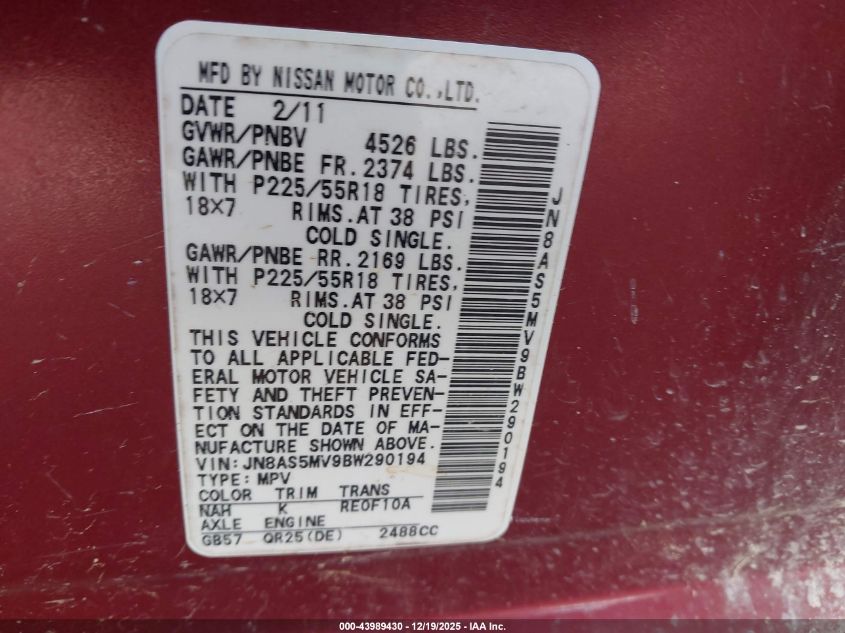 MFD BY NISSAN MOTOR CO.,LTD.
DATE 2/11
GVWR/PNBV 4526 LBS.
GAWR/PNBE FR. 2374 LBS.
WITH P225/55R18 TIRES,
18×7 RIMS. AT 38 PSI
COLD SINGLE.
GAWR/PNBE RR. 2169 LBS.
WITH P225/55R18 TIRES,
18×7 RIMS. AT 38 PSI
COLD SINGLE.
THIS VEHICLE CONFORMS
TO ALL APPLICABLE FED-
ERAL MOTOR VEHICLE SA-
FETY AND THEFT PREVEN-
TION STANDARDS IN EFF-
ECT ON THE DATE OF MA-
NUFACTURE SHOWN ABOVE.
VIN: JN8AS5MV9BW290194
TYPE: MPV
COLOR TRIM TRANS
NAH K RE0F10A
AXLE ENGINE
GB57 QR25(DE) 2488CC
JN8AS5MV9BW290194
000-43989430 - 12/19/2025 - IAA Inc.